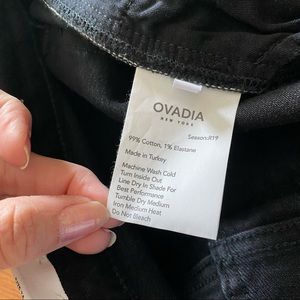 OVADIA
NEW YORK
Season:R19
99% Cotton, 1% Elastane
Made in Turkey
Machine Wash Cold
Turn Inside Out
Line Dry In Shade For
Best Performance
Tumble Dry Medium
Iron Medium Heat
Do Not Bleach